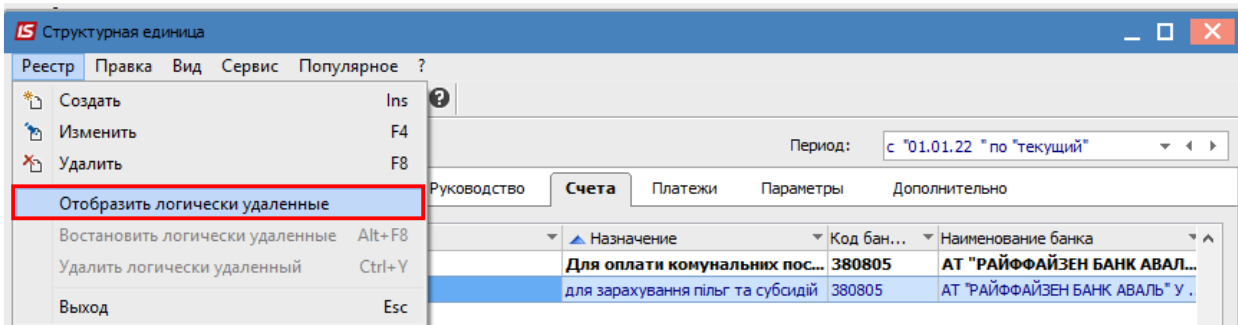 IS Структурная единица
Реестр Правка Вид Сервис Популярное ?
Создать Ins
Изменить F4
Период: с "01.01.22 " по "текущий"
Удалить F8
Руководство Счета Платежи Параметры Дополнительно
Отобразить логически удаленные
Востановить логически удаленные Alt+F8
Назначение Код бан... Наименование банка
Удалить логически удаленный Ctrl+Y
Для оплати комунальних пос... 380805 АТ "РАЙФФАЙЗЕН БАНК АВАЛ...
для зарахування пільг та субсидій 380805 АТ "РАЙФФАЙЗЕН БАНК АВАЛЬ" У ...
Выход Esc